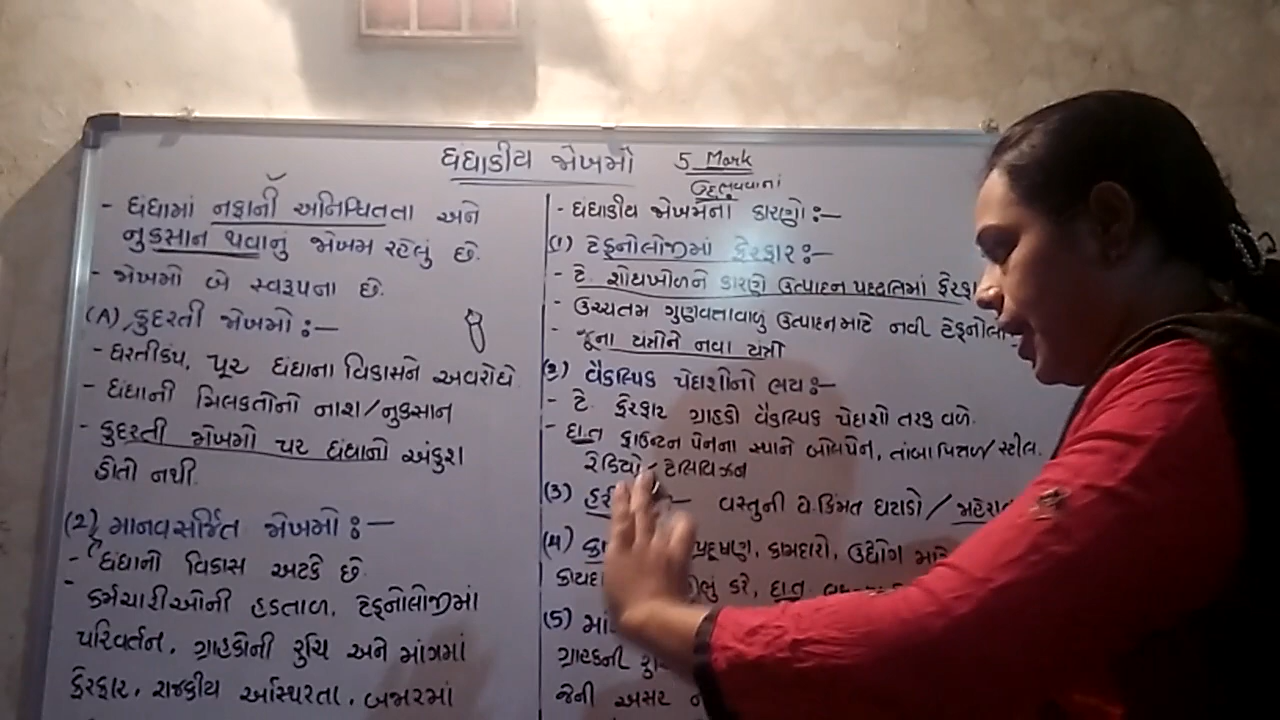 ધંધાકીય જોખમો 5 Mark
- ધંધામાં નફાની અનિશ્ચિતતા અને
નુકસાન થવાનું જોખમ રહેલું છે.
- જોખમો બે સ્વરૂપના છે.
(A) કુદરતી જોખમો :-
- ધરતીકંપ, પૂર ધંધાના વિકાસને અવરોધે
- ધંધાની મિલકતોનો નાશ/નુકસાન
- કુદરતી જોખમો પર ધંધાનો અંકુશ
હોતો નથી.
(2) માનવસર્જિત જોખમો :-
- ધંધાનો વિકાસ અટકે છે.
- કર્મચારીઓની હડતાળ, ટેકનોલોજીમાં
પરિવર્તન, ગ્રાહકોની રુચિ અને માંગમાં
ફેરફાર, રાજકીય અસ્થિરતા, બજારમાં
ઉદ્દભવવાનાં
- ધંધાકીય જોખમના કારણો :-
(1) ટેકનોલોજીમાં ફેરફાર :-
- ટે. શોધખોળને કારણે ઉત્પાદન પધ્ધતિમાં
- ઉચ્ચતમ ગુણવત્તાવાળું ઉત્પાદન માટે નવી
- જૂના યંત્રોને નવા યંત્રો
(2) વૈકલ્પિક પેદાશોનો ભય :-
- ટે. ફેરફાર ગ્રાહકો વૈકલ્પિક પેદાશો તરફ વળે.
- દા.ત ફાઉન્ટન પેનના સ્થાને બોલપેન, તાંબા પિત્તળ/સ્ટીલ.
રેડિયો - ટેલિવિઝન
(3) - વસ્તુની વે.કિંમત ઘટાડો /
(4) પ્રદૂષણ, કામદારો, ઉદ્યોગ
કરે, દા.ત
(5)
ગ્રાહકની
જેની અસર